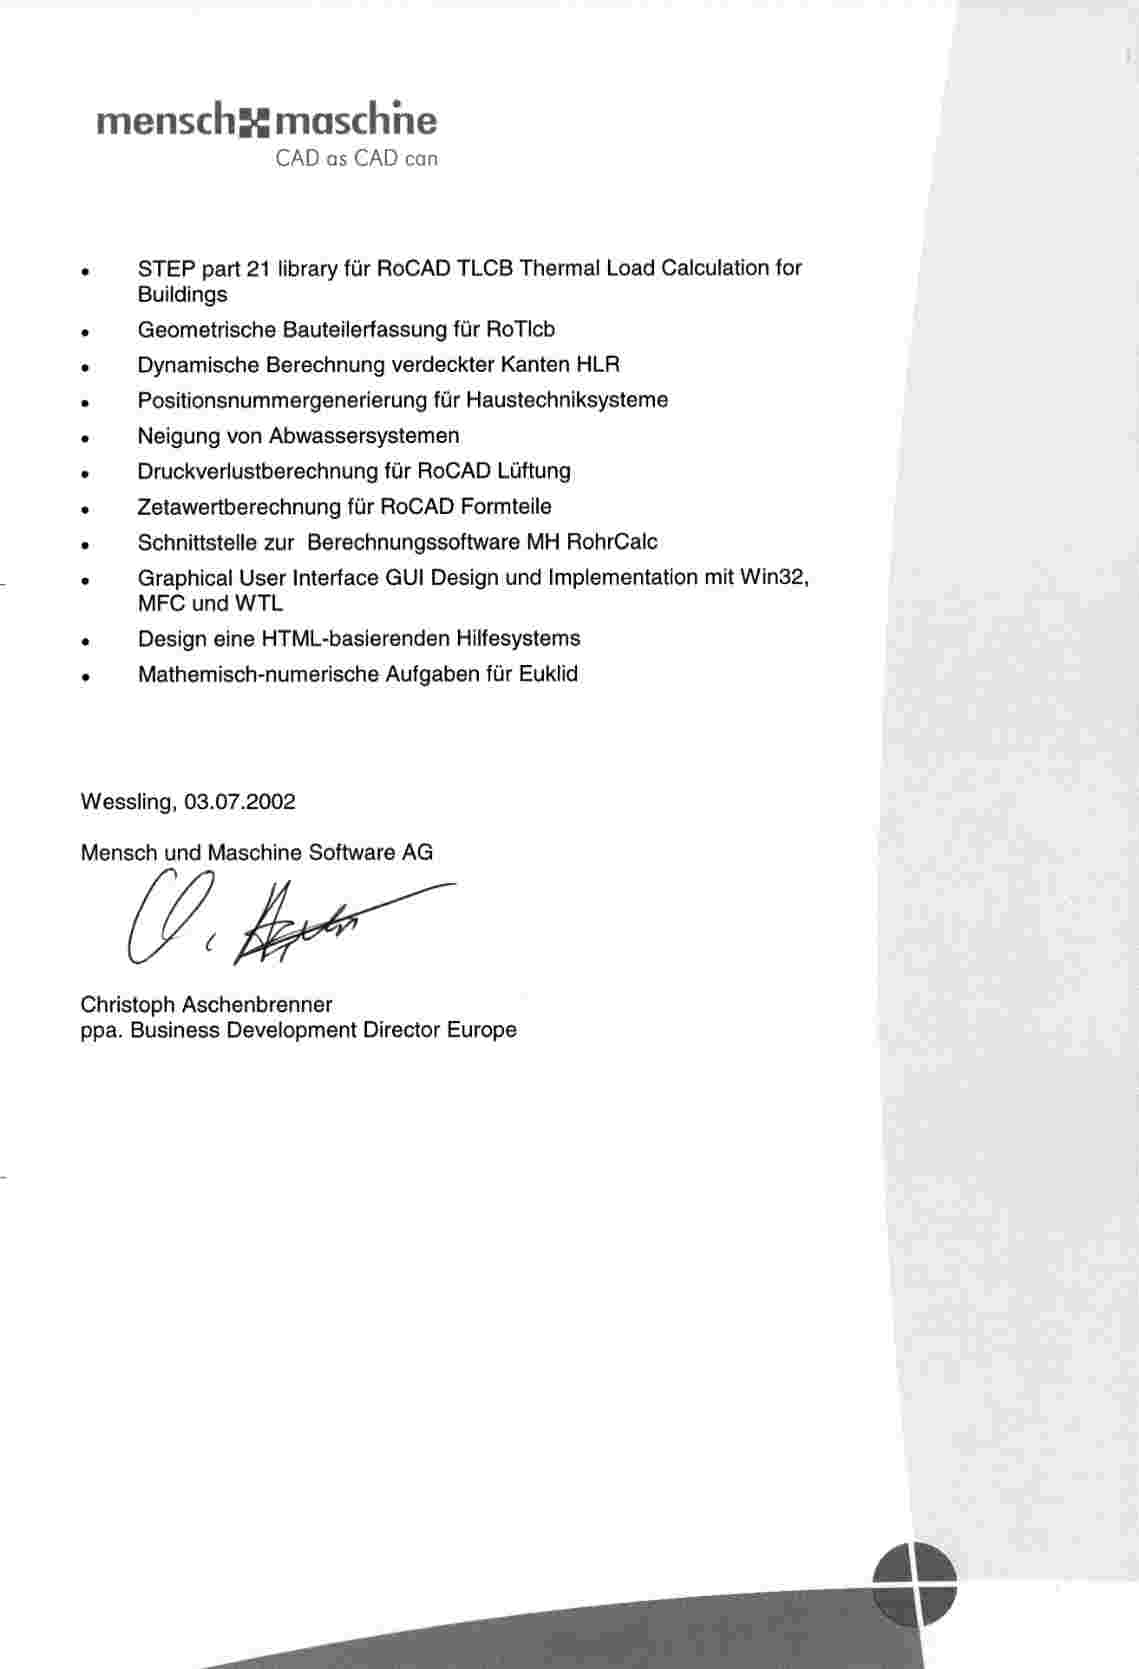 mensch maschine
CAD as CAD can
• STEP part 21 library für RoCAD TLCB Thermal Load Calculation for
Buildings
• Geometrische Bauteilerfassung für RoTlcb
• Dynamische Berechnung verdeckter Kanten HLR
• Positionsnummergenerierung für Haustechniksysteme
• Neigung von Abwassersystemen
• Druckverlustberechnung für RoCAD Lüftung
• Zetawertberechnung für RoCAD Formteile
• Schnittstelle zur  Berechnungssoftware MH RohrCalc
• Graphical User Interface GUI Design und Implementation mit Win32,
MFC und WTL
• Design eine HTML-basierenden Hilfesystems
• Mathemisch-numerische Aufgaben für Euklid
Wessling, 03.07.2002
Mensch und Maschine Software AG
Christoph Aschenbrenner
ppa. Business Development Director Europe